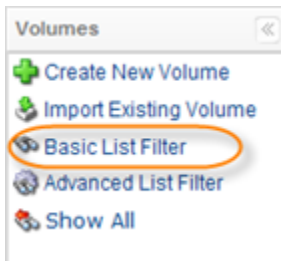 Volumes
Create New Volume
Import Existing Volume
Basic List Filter
Advanced List Filter
Show All